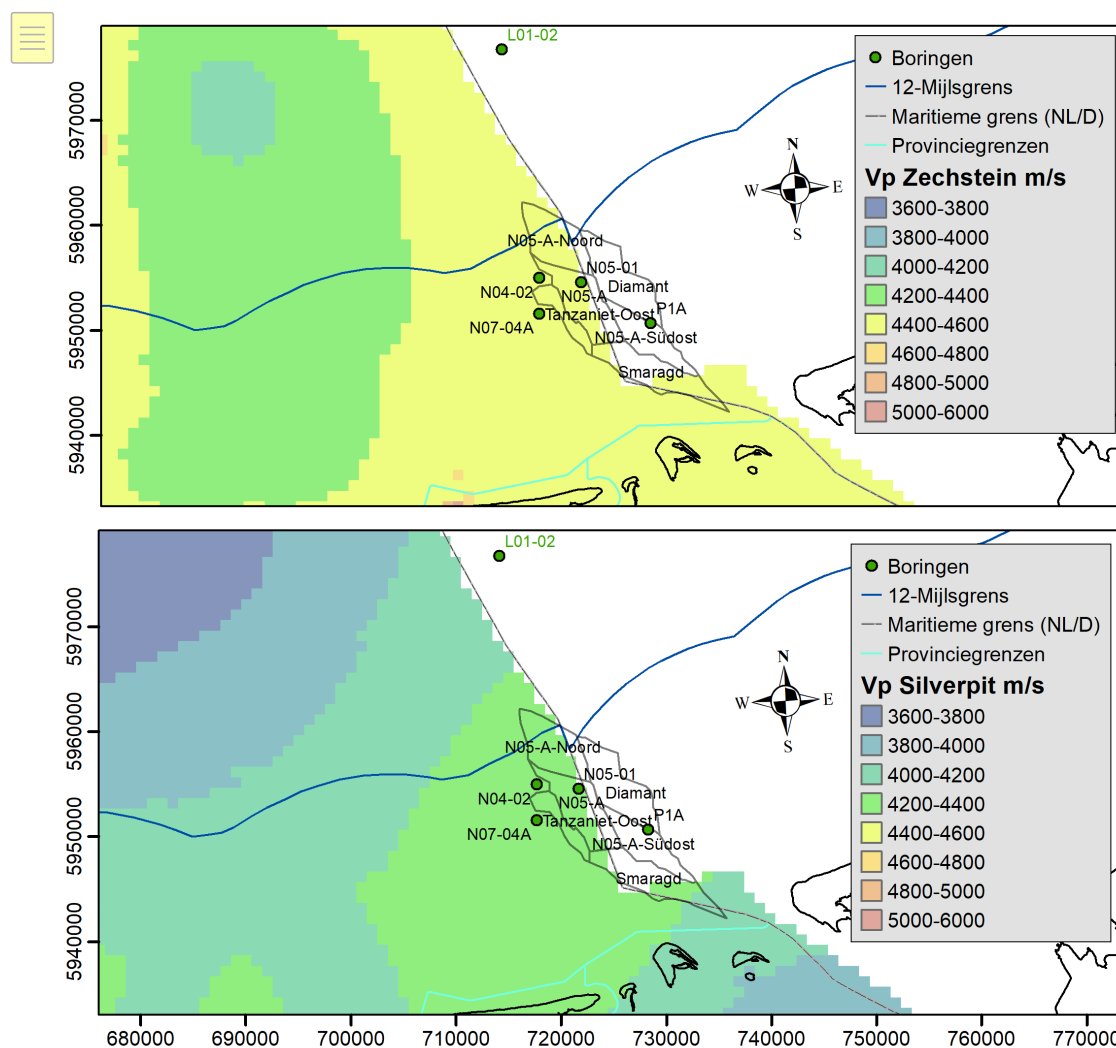 L01-02
Boringen
12-Mijlsgrens
Maritieme grens (NL/D)
Provinciegrenzen
Vp Zechstein m/s
3600-3800
3800-4000
4000-4200
4200-4400
4400-4600
4600-4800
4800-5000
5000-6000
N
W
E
S
5970000
5960000
5950000
5940000
N05-A-Noord
N05-01
Diamant
N04-02
N05-A
P1A
Tanzaniet-Oost
N07-04A
N05-A-Südost
Smaragd
L01-02
Boringen
12-Mijlsgrens
Maritieme grens (NL/D)
Provinciegrenzen
Vp Silverpit m/s
3600-3800
3800-4000
4000-4200
4200-4400
4400-4600
4600-4800
4800-5000
5000-6000
N
W
E
S
5970000
5960000
5950000
5940000
N05-A-Noord
N05-01
Diamant
N04-02
N05-A
P1A
Tanzaniet-Oost
N07-04A
N05-A-Südost
Smaragd
680000
690000
700000
710000
720000
730000
740000
750000
760000
770000